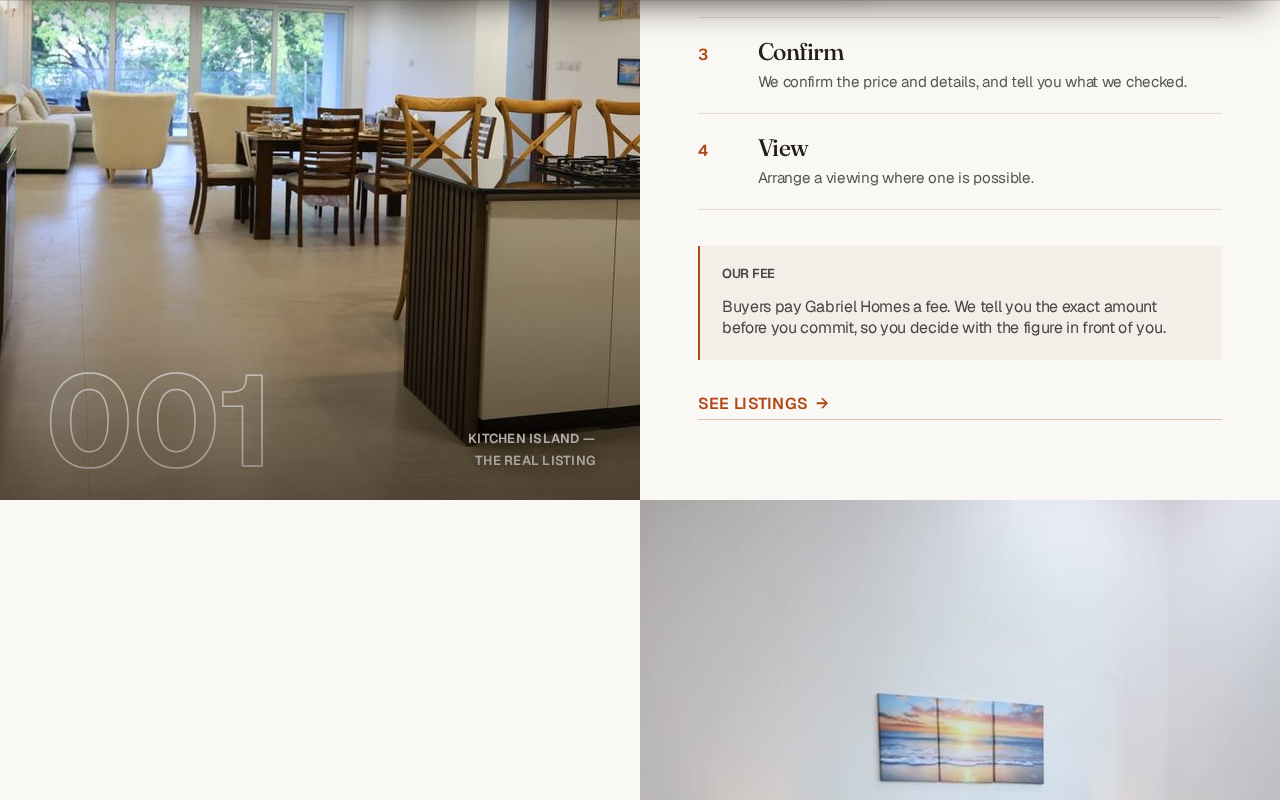 3
Confirm
We confirm the price and details, and tell you what we checked.
4
View
Arrange a viewing where one is possible.
OUR FEE
Buyers pay Gabriel Homes a fee. We tell you the exact amount
before you commit, so you decide with the figure in front of you.
SEE LISTINGS →
001
KITCHEN ISLAND —
THE REAL LISTING